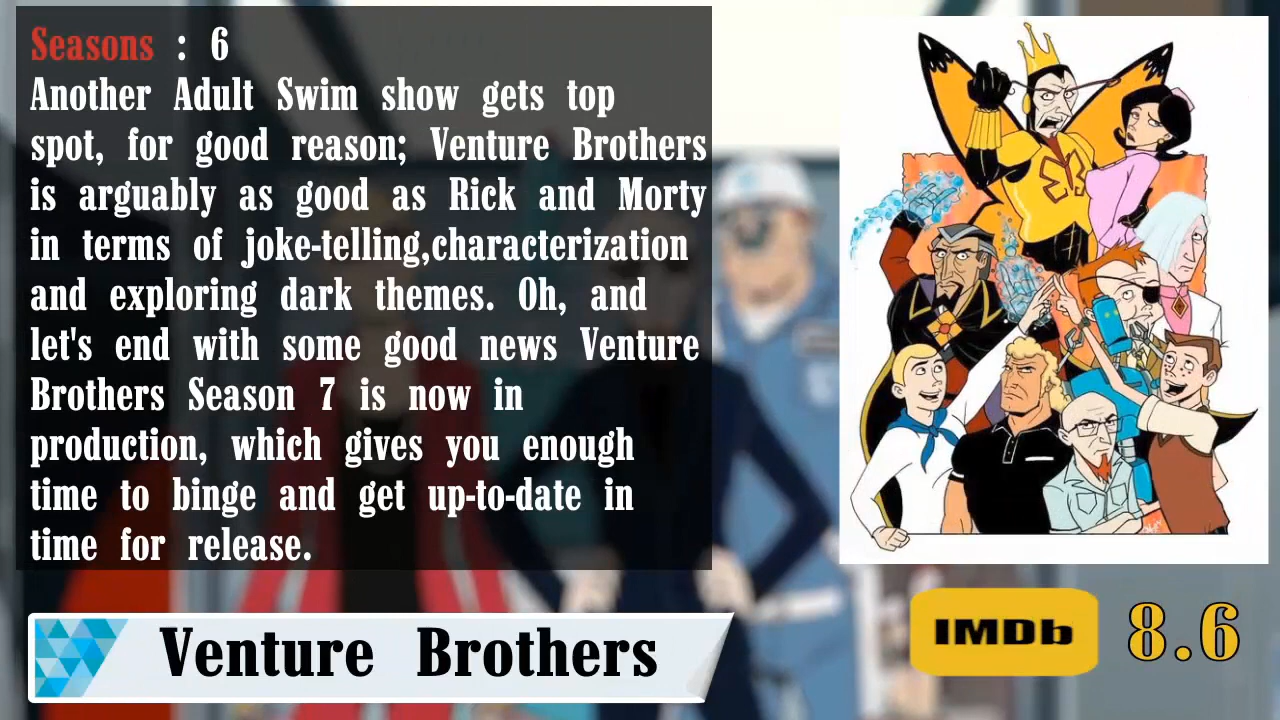 Seasons : 6
Another Adult Swim show gets top
spot, for good reason; Venture Brothers
is arguably as good as Rick and Morty
in terms of joke-telling,characterization
and exploring dark themes. Oh, and
let's end with some good news Venture
Brothers Season 7 is now in
production, which gives you enough
time to binge and get up-to-date in
time for release.
Venture Brothers
IMDb 8.6